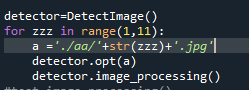 detector=DetectImage()
for zzz in range(1,11):
    a ='./aa/'+str(zzz)+'.jpg'
    detector.opt(a)
    detector.image_processing()